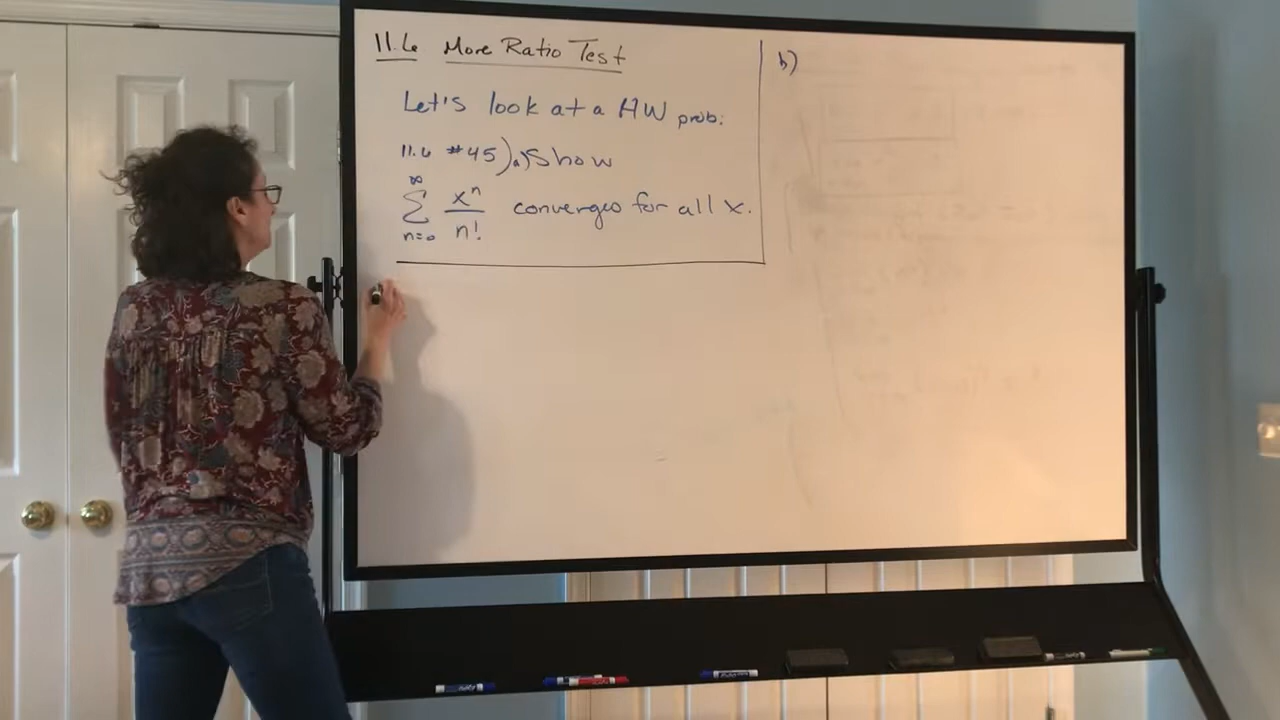 11.6 More Ratio Test
Let's look at a HW prob:
11.6 #45) a) Show
∞
∑ xⁿ/n! converges for all x.
n=0
b)